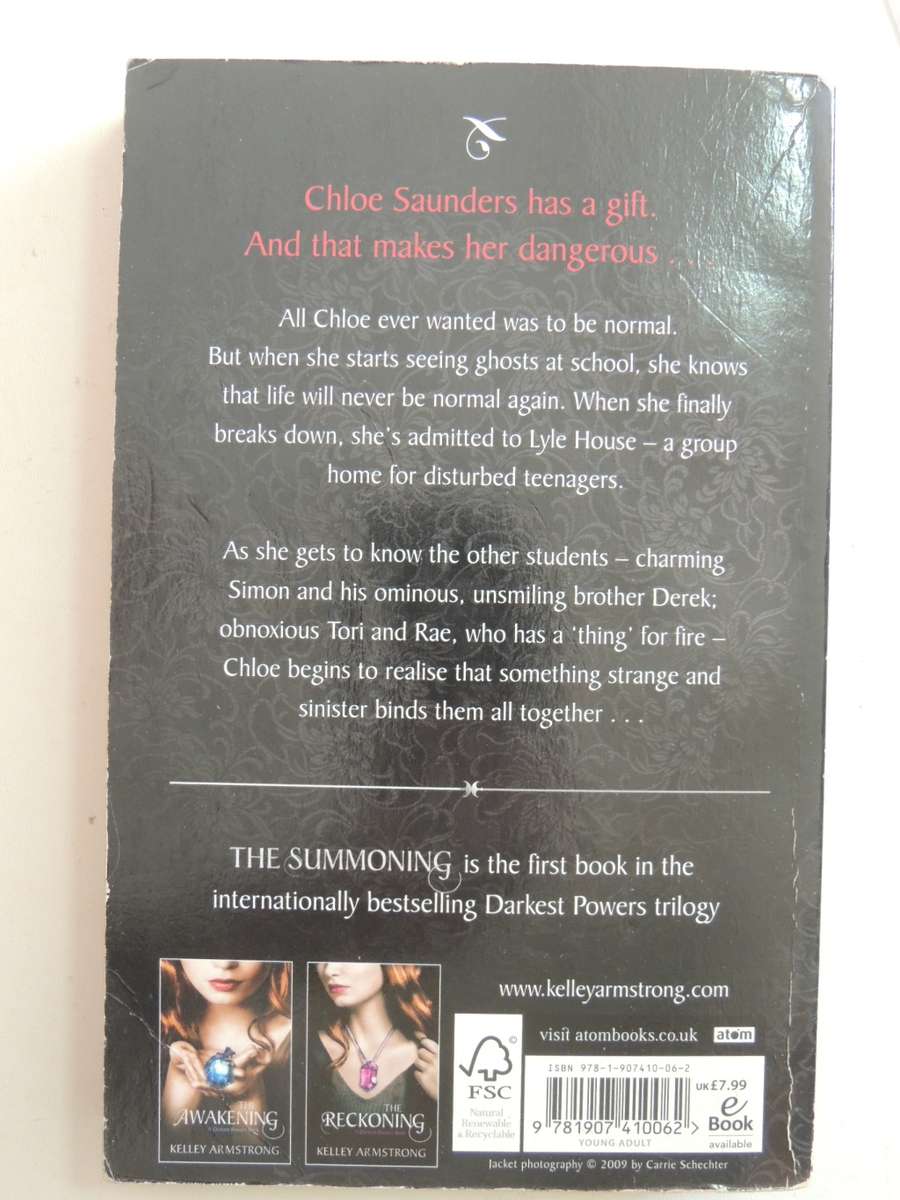 Chloe Saunders has a gift.
And that makes her dangerous . . .
All Chloe ever wanted was to be normal.
But when she starts seeing ghosts at school, she knows
that life will never be normal again. When she finally
breaks down, she's admitted to Lyle House – a group
home for disturbed teenagers.
As she gets to know the other students – charming
Simon and his ominous, unsmiling brother Derek;
obnoxious Tori and Rae, who has a 'thing' for fire –
Chloe begins to realise that something strange and
sinister binds them all together . . .
THE SUMMONING is the first book in the
internationally bestselling Darkest Powers trilogy
THE
AWAKENING
KELLEY ARMSTRONG
THE
RECKONING
KELLEY ARMSTRONG
www.kelleyarmstrong.com
visit atombooks.co.uk atom
FSC
Natural
Renewable
& Recyclable
ISBN 978-1-907410-06-2
9 781907 410062 >
YOUNG ADULT
UK£7.99
e
Book
available
Jacket photography © 2009 by Carrie Schechter